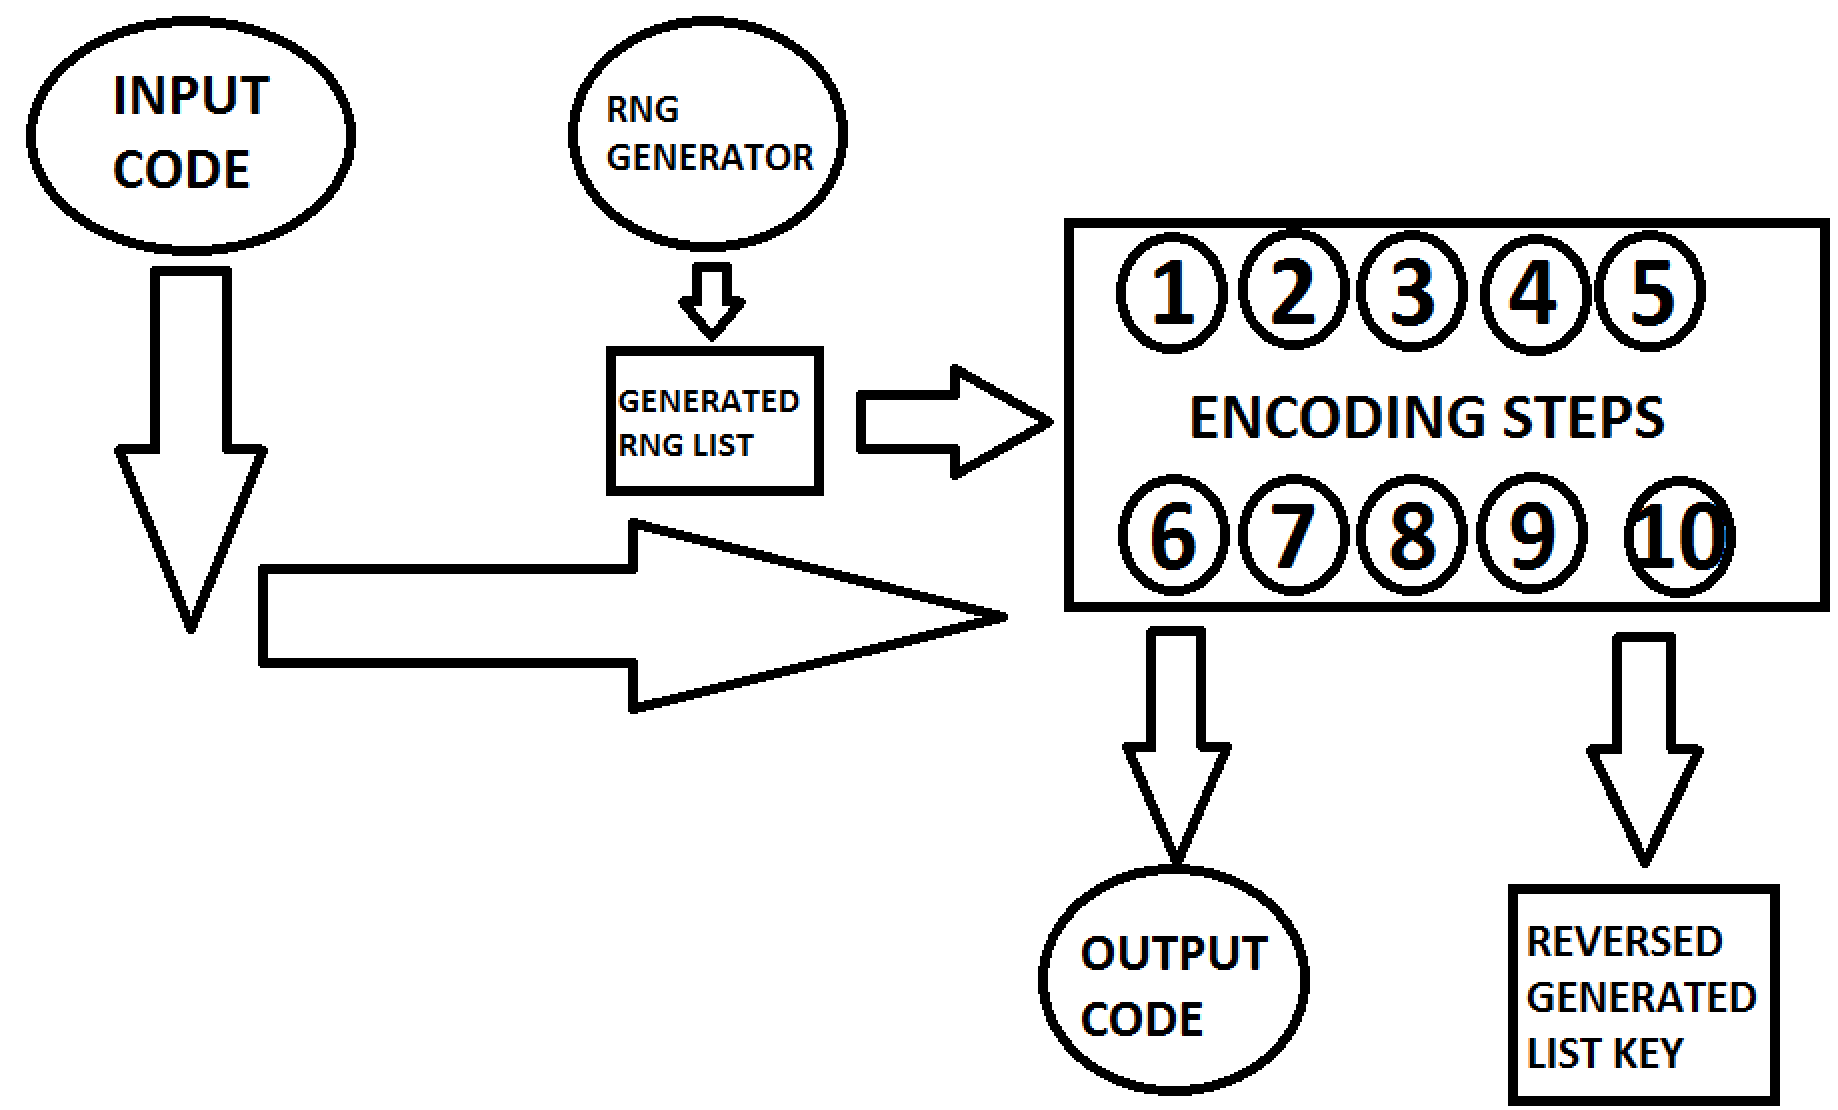 INPUT
CODE
RNG
GENERATOR
GENERATED
RNG LIST
1 2 3 4 5
ENCODING STEPS
6 7 8 9 10
OUTPUT
CODE
REVERSED
GENERATED
LIST KEY